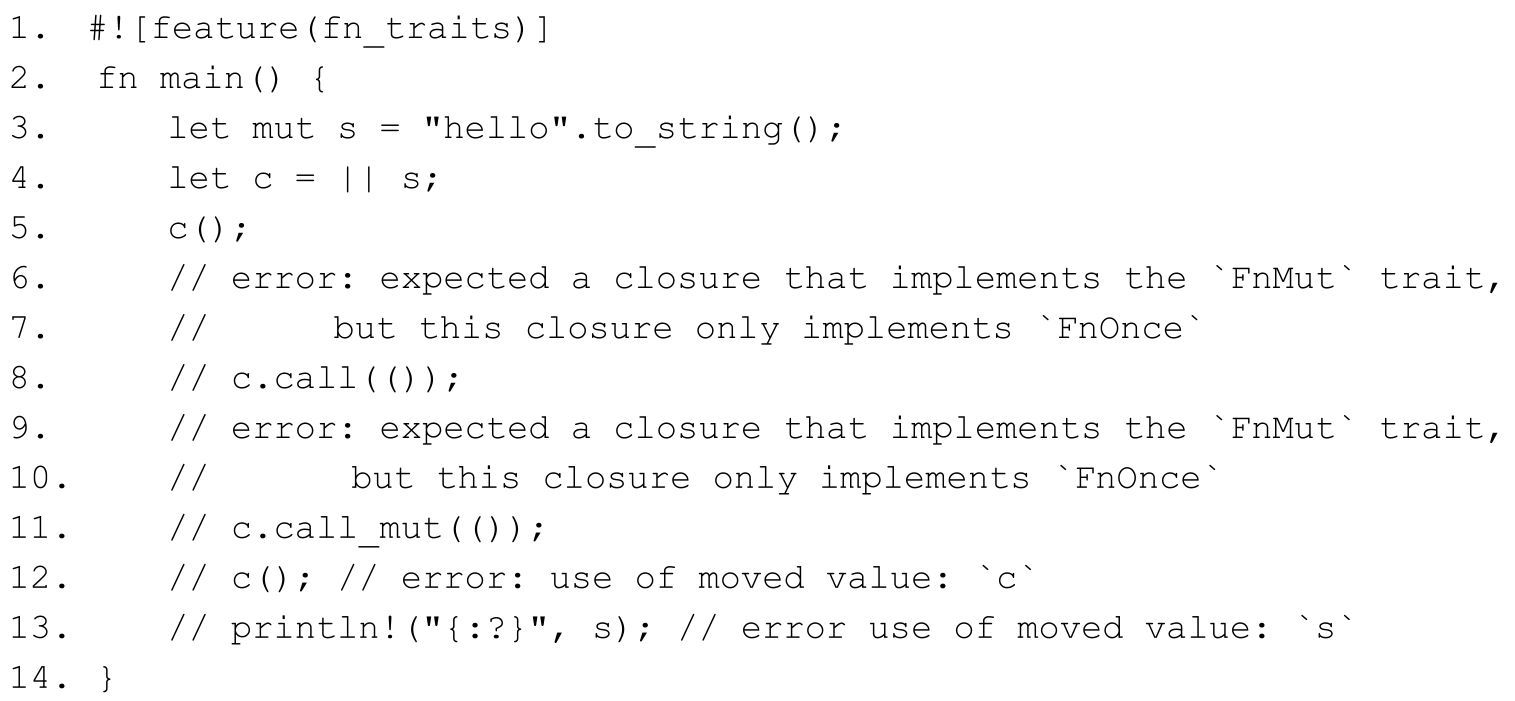 1. #![feature(fn_traits)]
2. fn main() {
3. let mut s = "hello".to_string();
4. let c = || s;
5. c();
6. // error: expected a closure that implements the `FnMut` trait,
7. // but this closure only implements `FnOnce`
8. // c.call(());
9. // error: expected a closure that implements the `FnMut` trait,
10. // but this closure only implements `FnOnce`
11. // c.call_mut(());
12. // c(); // error: use of moved value: `c`
13. // println!("{:?}", s); // error use of moved value: `s`
14. }